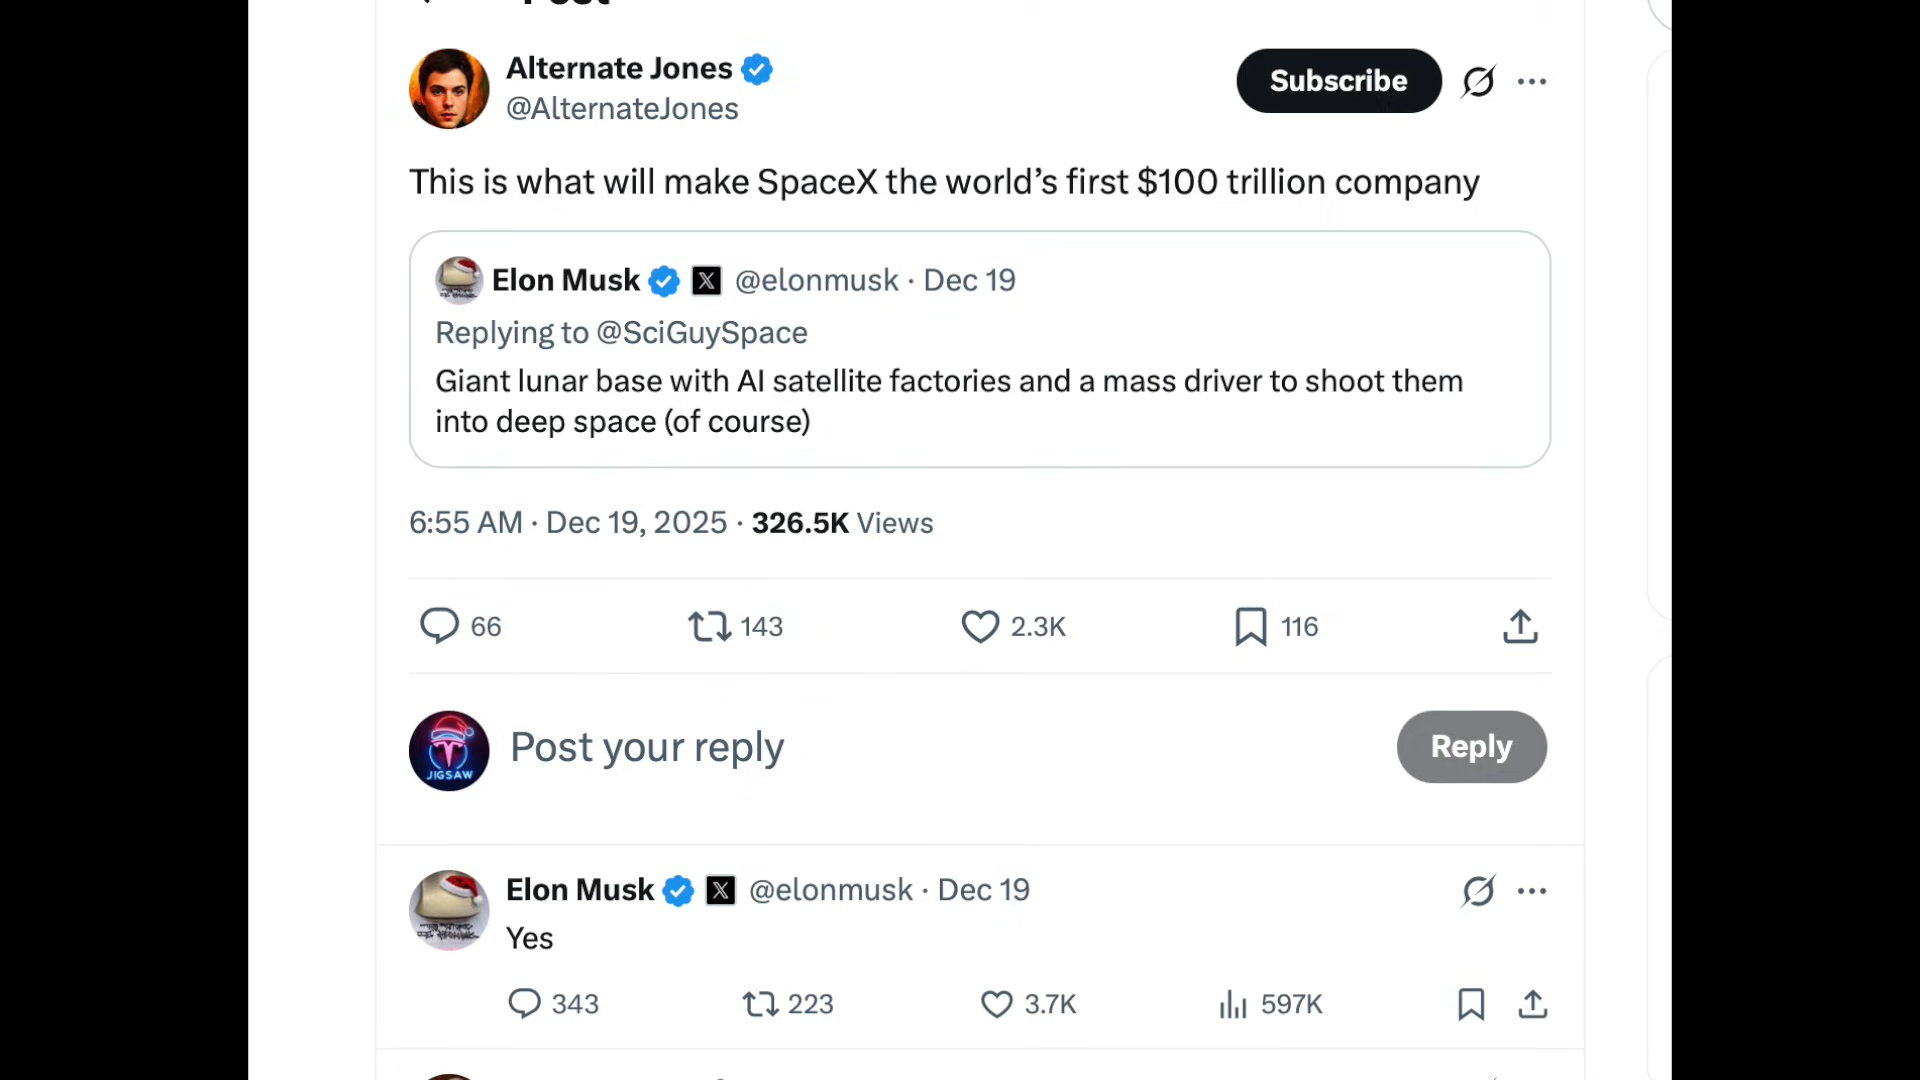 Post
Alternate Jones
@AlternateJones
Subscribe
This is what will make SpaceX the world’s first $100 trillion company
Elon Musk @elonmusk · Dec 19
Replying to @SciGuySpace
Giant lunar base with AI satellite factories and a mass driver to shoot them
into deep space (of course)
6:55 AM · Dec 19, 2025 · 326.5K Views
66 143 2.3K 116
JIGSAW
Post your reply
Reply
Elon Musk @elonmusk · Dec 19
Yes
343 223 3.7K 597K